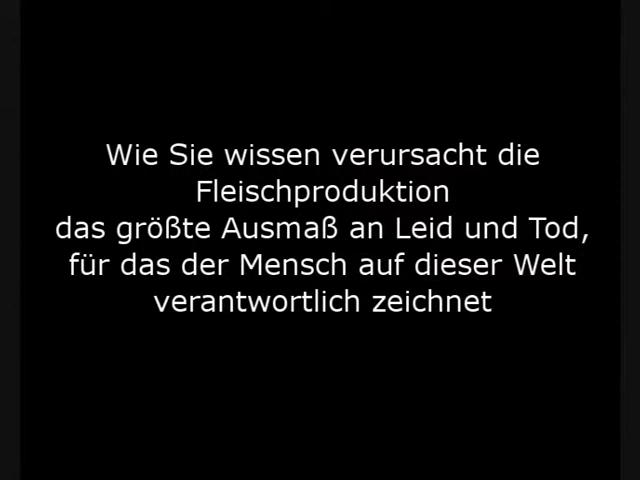 Wie Sie wissen verursacht die
Fleischproduktion
das größte Ausmaß an Leid und Tod,
für das der Mensch auf dieser Welt
verantwortlich zeichnet